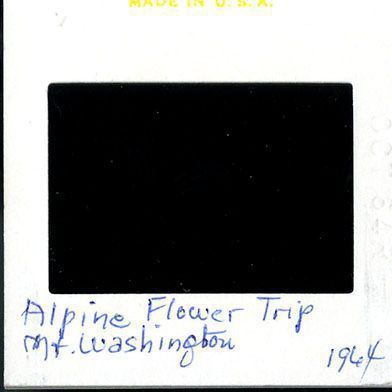 MADE IN U.S.A.
Alpine Flower Trip
Mt. Washington
1964